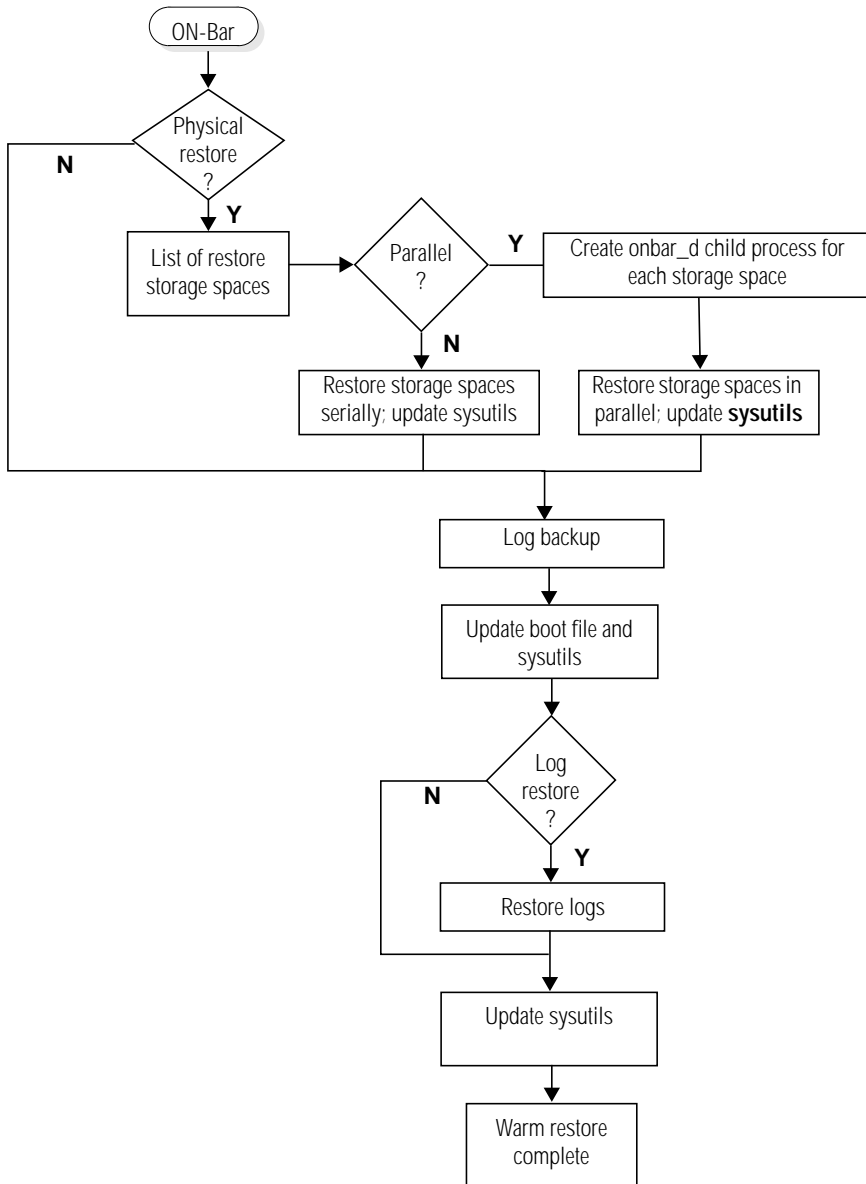 ON-Bar
Physical
restore
?
N
Y
List of restore
storage spaces
Parallel
?
Y
Create onbar_d child process for
each storage space
N
Restore storage spaces
serially; update sysutils
Restore storage spaces in
parallel; update sysutils
Log backup
Update boot file and
sysutils
Log
restore
?
N
Y
Restore logs
Update sysutils
Warm restore
complete